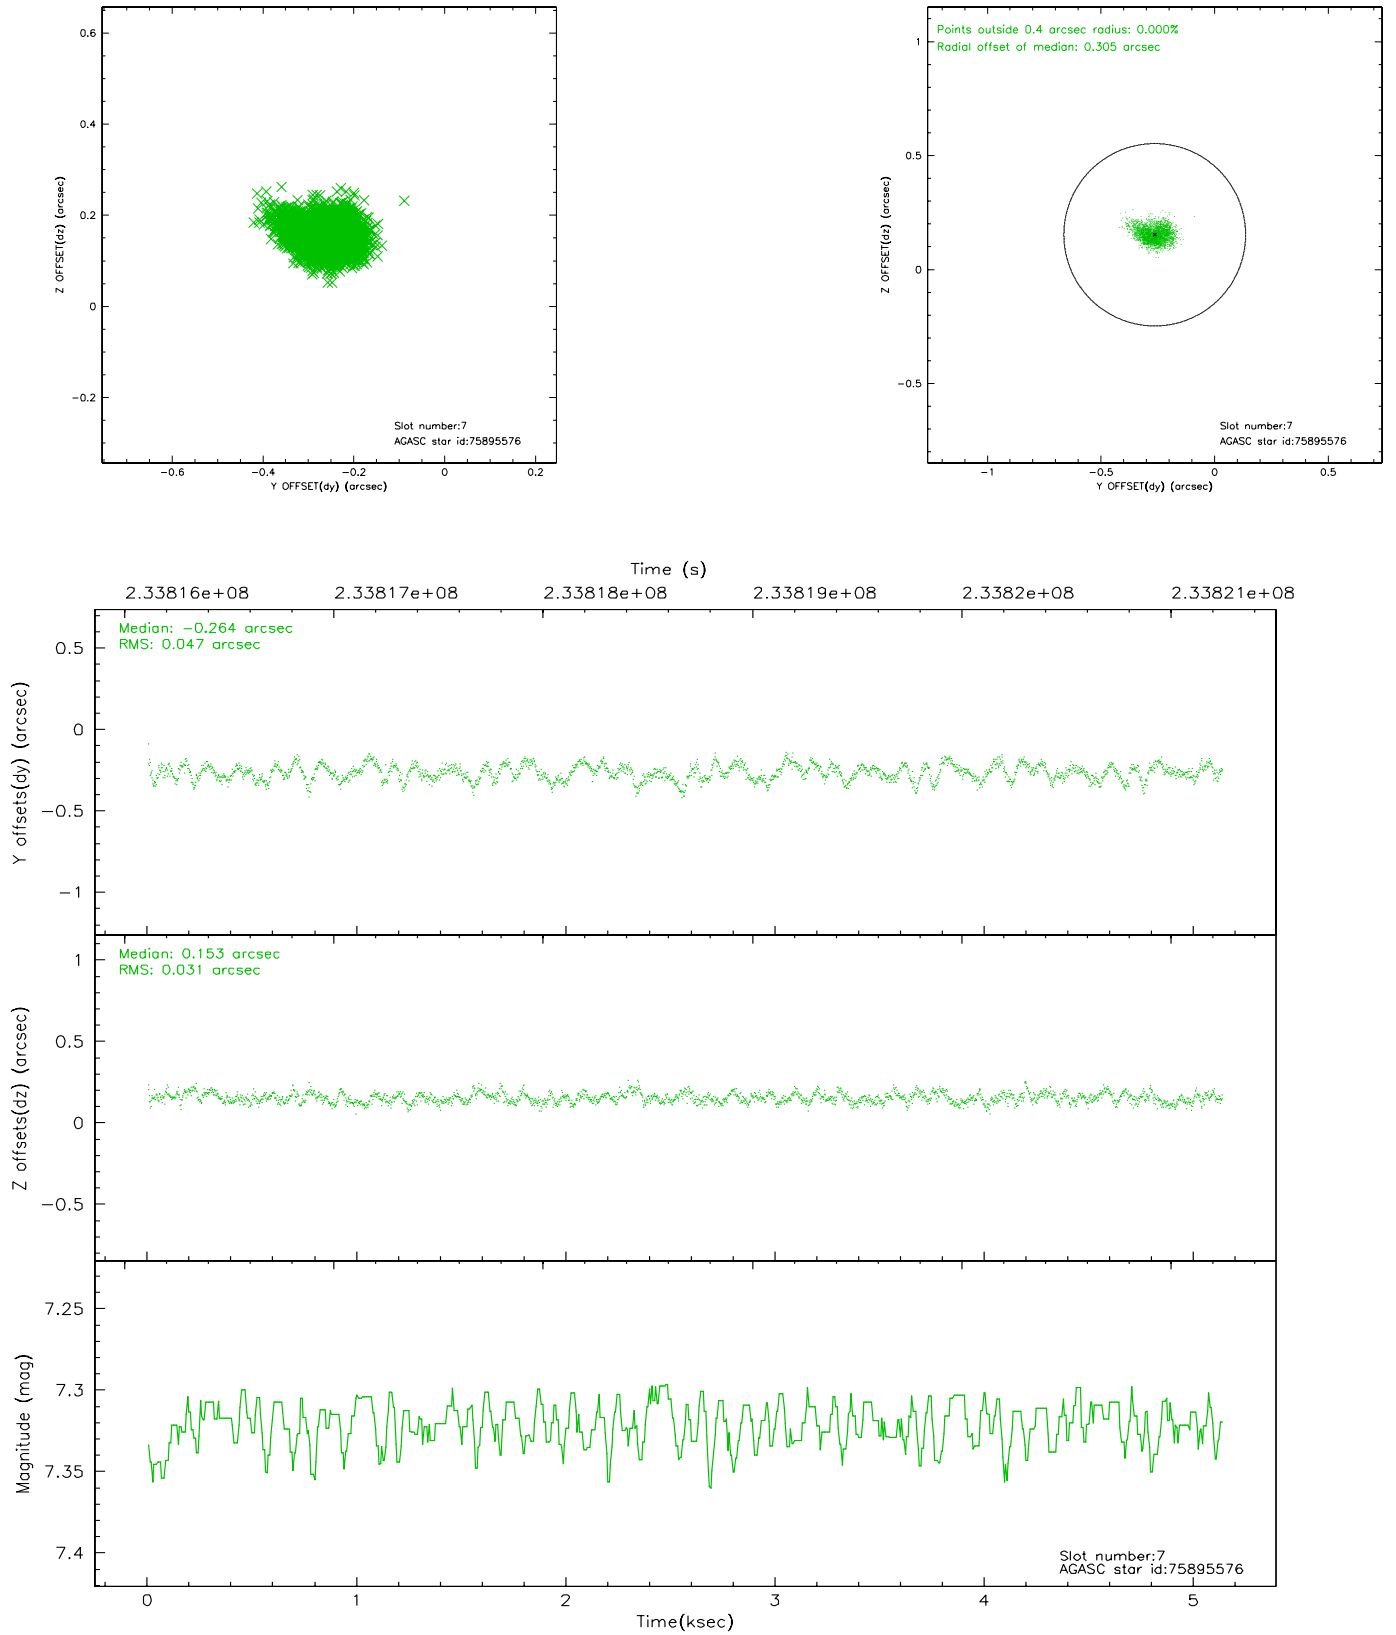 0.6
0.4
0.2
0
-0.2
Z OFFSET(dz) (arcsec)
-0.6
-0.4
-0.2
0
0.2
Y OFFSET(dy) (arcsec)
Slot number:7
AGASC star id:75895576
Points outside 0.4 arcsec radius: 0.000%
Radial offset of median: 0.305 arcsec
1
0.5
0
-0.5
Z OFFSET(dz) (arcsec)
-1
-0.5
0
0.5
Y OFFSET(dy) (arcsec)
Slot number:7
AGASC star id:75895576
Time (s)
2.33816e+08
2.33817e+08
2.33818e+08
2.33819e+08
2.3382e+08
2.33821e+08
Median: -0.264 arcsec
RMS: 0.047 arcsec
0.5
0
-0.5
-1
Y offsets(dy) (arcsec)
Median: 0.153 arcsec
RMS: 0.031 arcsec
1
0.5
0
-0.5
Z offsets(dz) (arcsec)
7.25
7.3
7.35
7.4
Magnitude (mag)
Slot number:7
AGASC star id:75895576
0
1
2
3
4
5
Time(ksec)